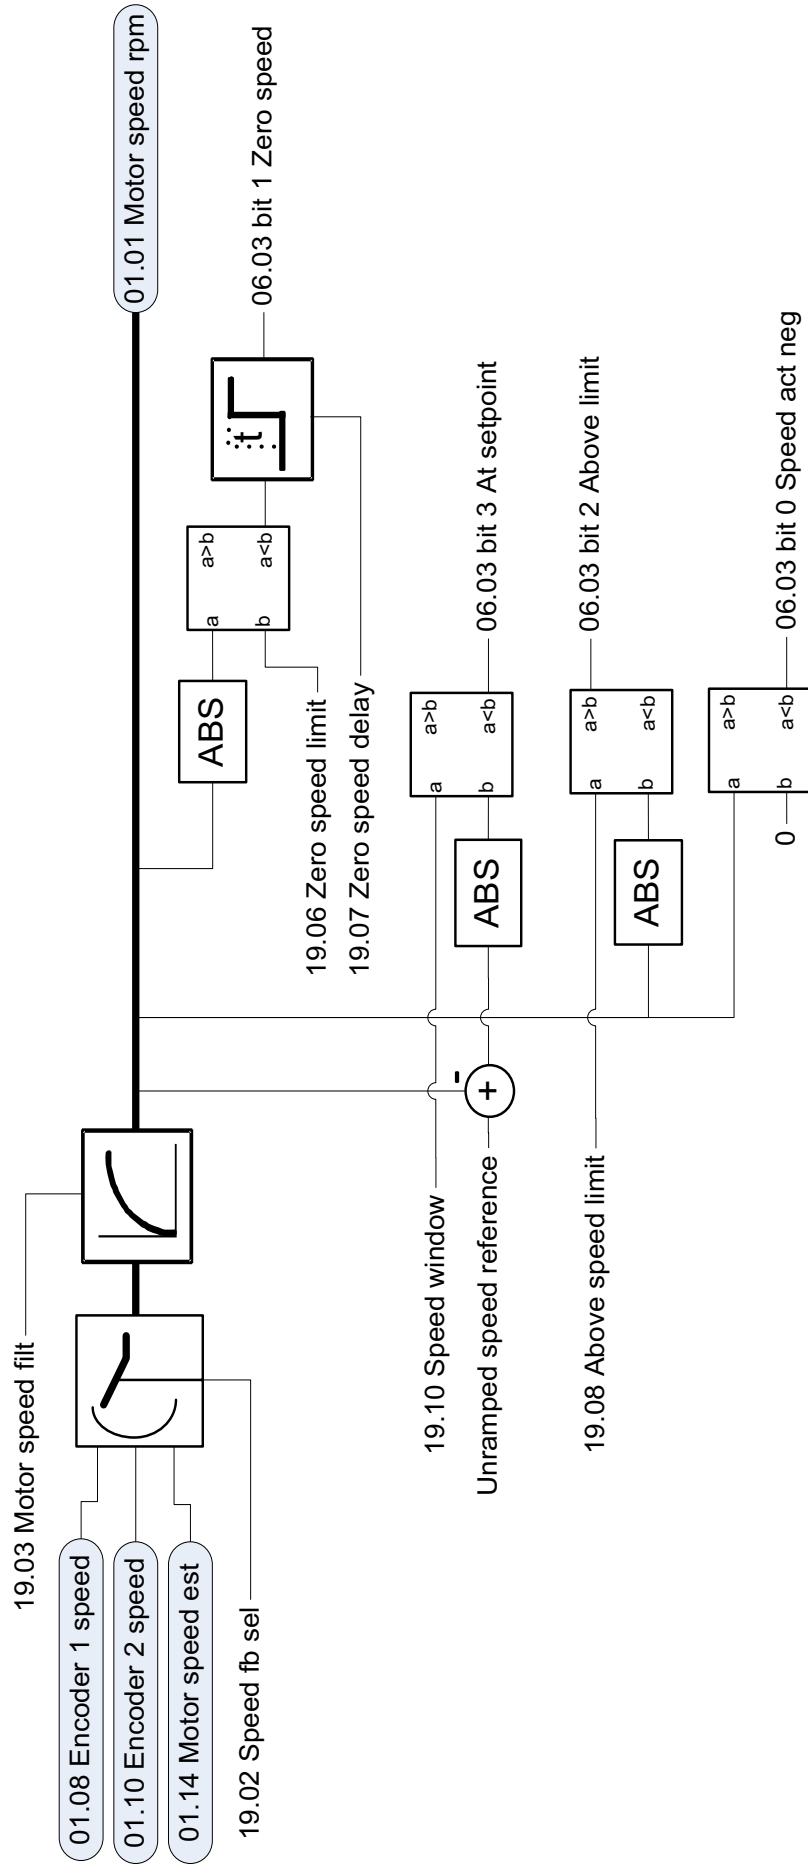 19.03 Motor speed filt
01.08 Encoder 1 speed
01.10 Encoder 2 speed
01.14 Motor speed est
19.02 Speed fb sel
01.01 Motor speed rpm
ABS
a
b
a>b
a<b
t
06.03 bit 1 Zero speed
19.06 Zero speed limit
19.07 Zero speed delay
19.10 Speed window
Unramped speed reference
-
+
ABS
a
b
a>b
a<b
06.03 bit 3 At setpoint
19.08 Above speed limit
ABS
a
b
a>b
a<b
06.03 bit 2 Above limit
0
a
b
a>b
a<b
06.03 bit 0 Speed act neg